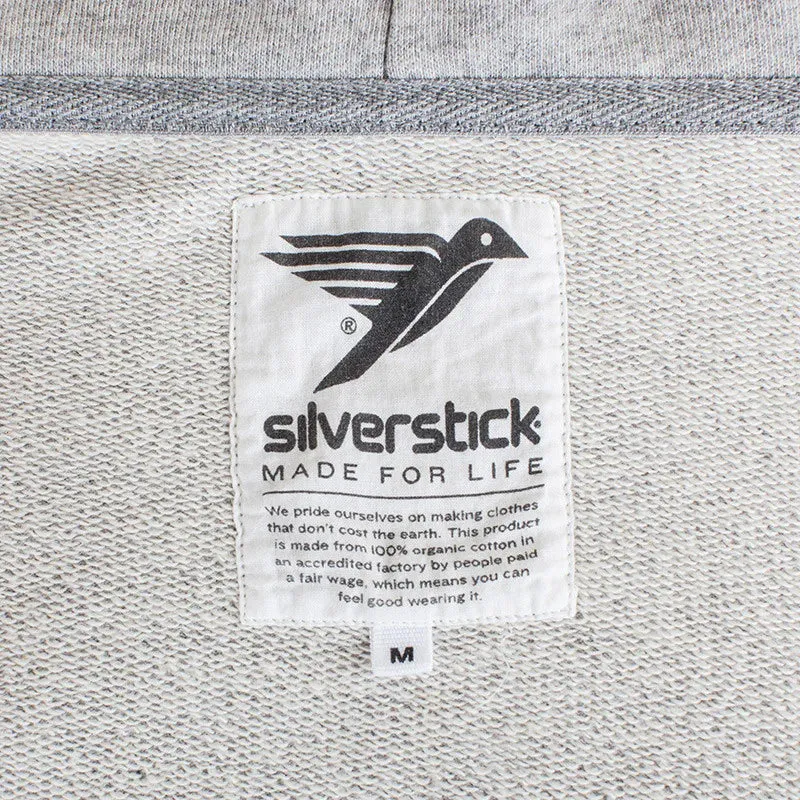 ®
silverstick
MADE FOR LIFE
We pride ourselves on making clothes
that don't cost the earth. This product
is made from 100% organic cotton in
an accredited factory by people paid
a fair wage, which means you can
feel good wearing it.
M